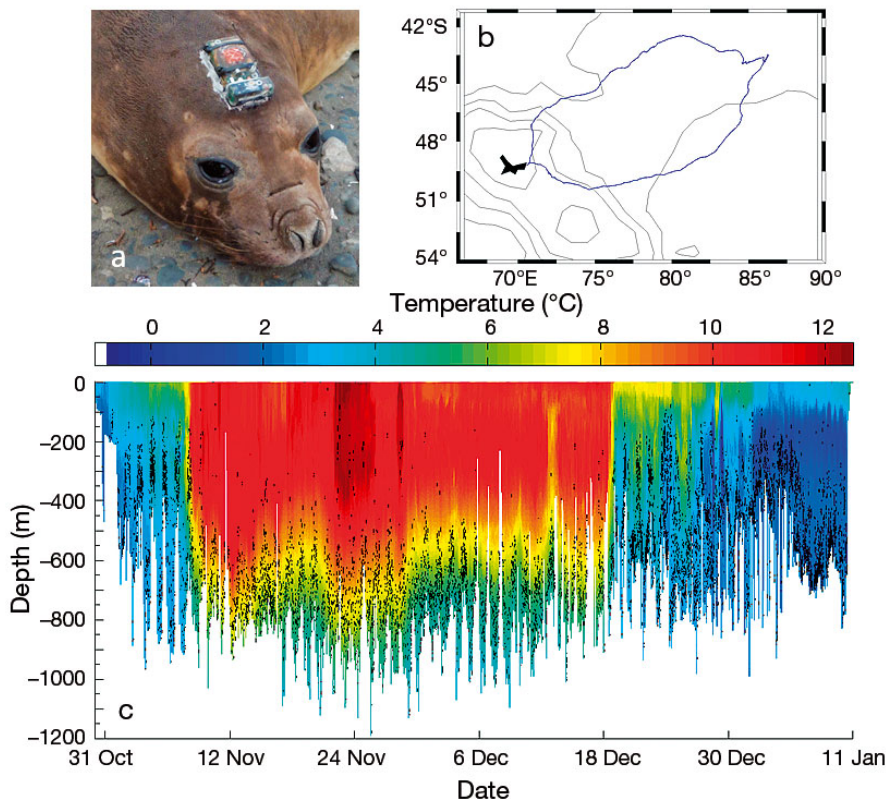 a
b
42°S
45°
48°
51°
54°
70°E 75° 80° 85° 90°
Temperature (°C)
0 2 4 6 8 10 12
0
−200
−400
−600
−800
−1000
−1200
Depth (m)
c
31 Oct 12 Nov 24 Nov 6 Dec 18 Dec 30 Dec 11 Jan
Date